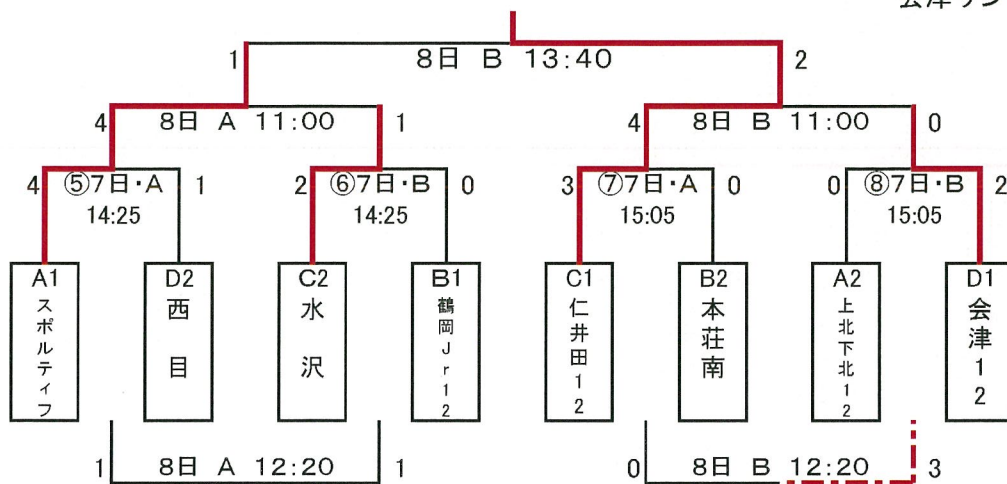 1 8日 B 13:40 2
4 8日 A 11:00 1
4 8日 B 11:00 0
4 ⑤7日・A 1
14:25
2 ⑥7日・B 0
14:25
3 ⑦7日・A 0
15:05
0 ⑧7日・B 2
15:05
A1
スポルティフ
D2
西目
C2
水沢
B1
鶴岡Jr12
C1
仁井田12
B2
本荘南
A2
上北下北12
D1
会津12
1 8日 A 12:20 1
0 8日 B 12:20 3